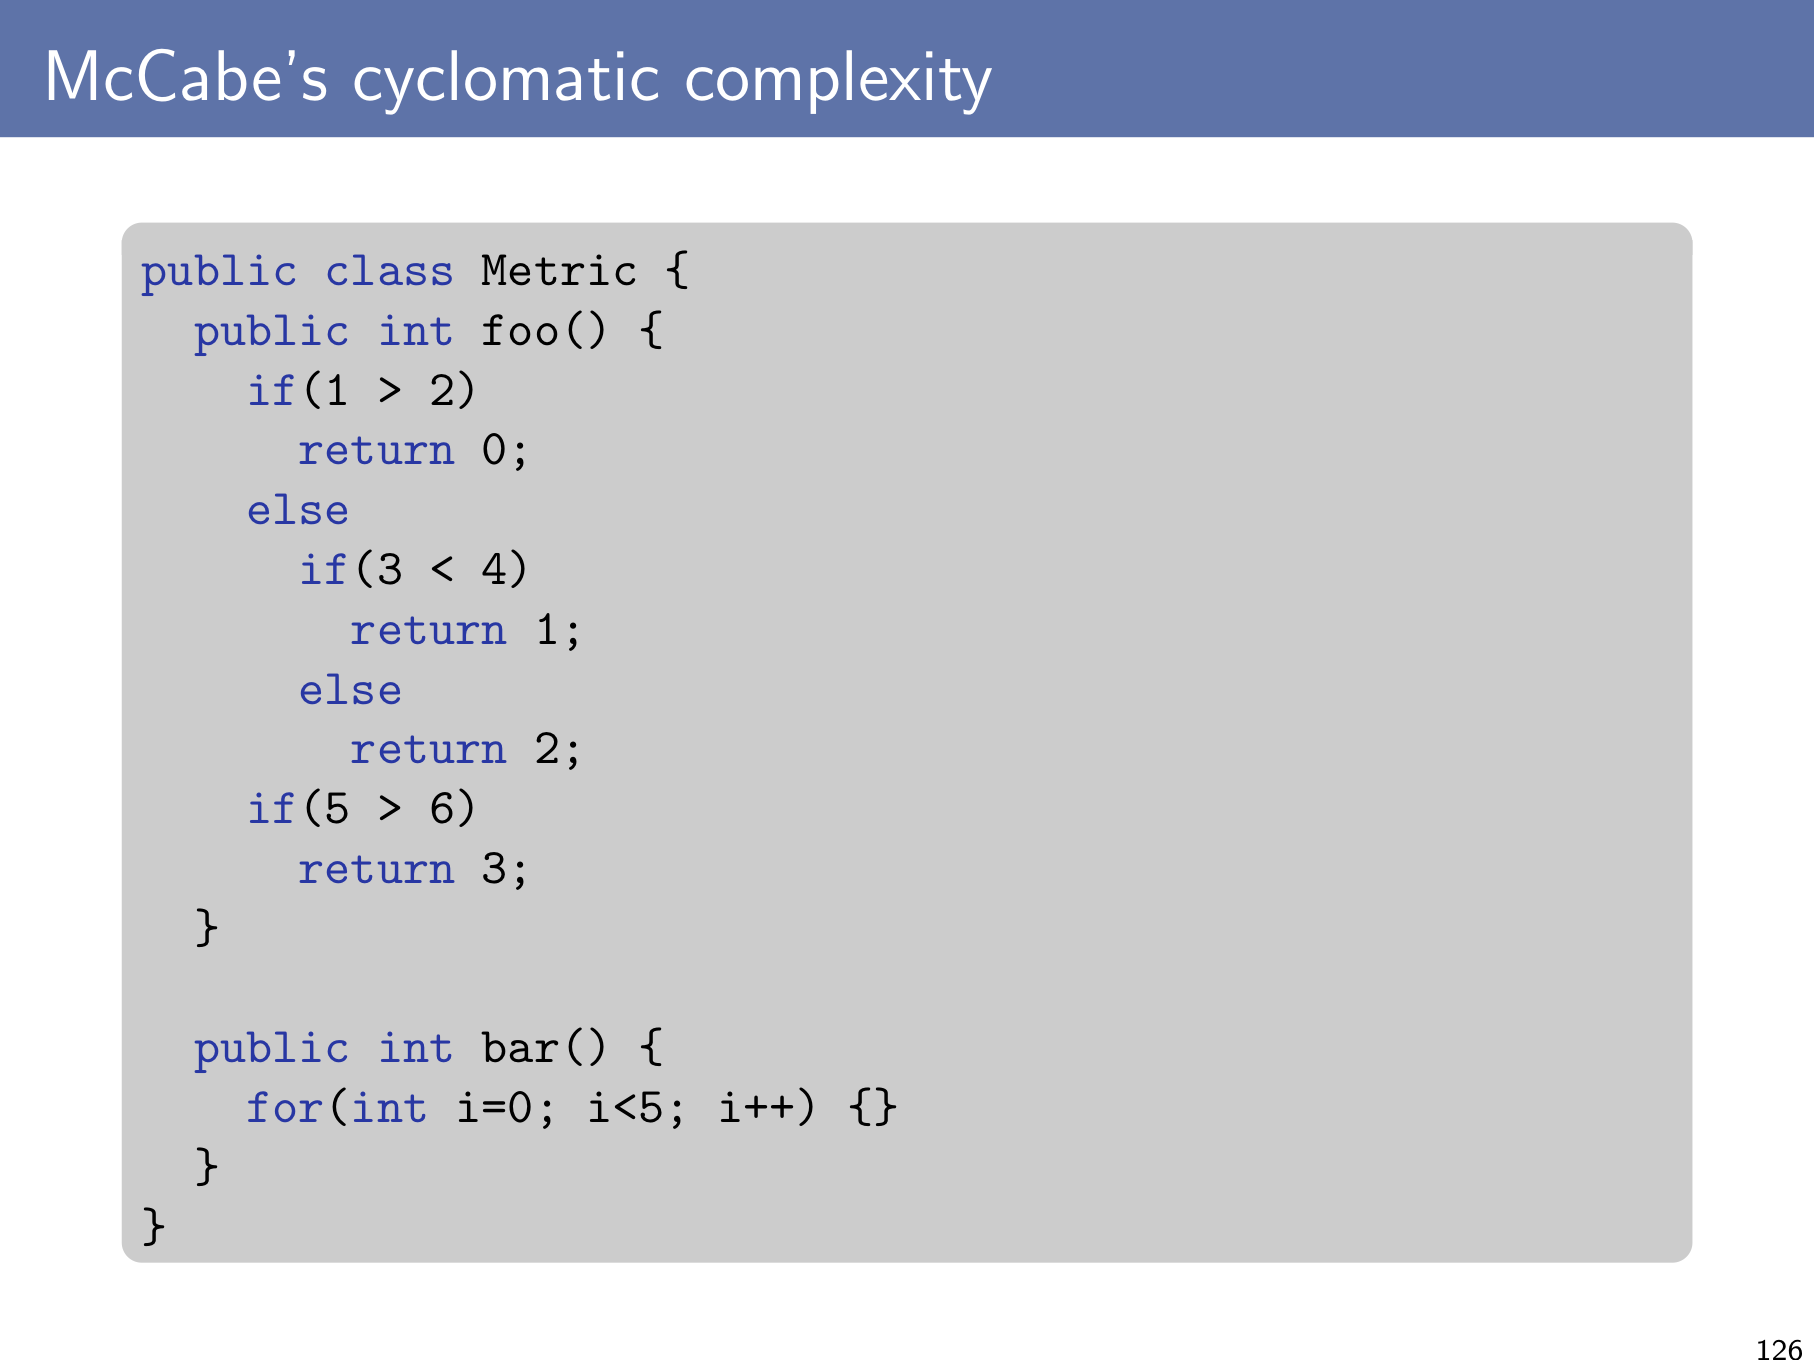 McCabe's cyclomatic complexity
public class Metric {
  public int foo() {
    if(1 > 2)
      return 0;
    else
      if(3 < 4)
        return 1;
      else
        return 2;
    if(5 > 6)
      return 3;
  }

  public int bar() {
    for(int i=0; i<5; i++) {}
  }
}
126